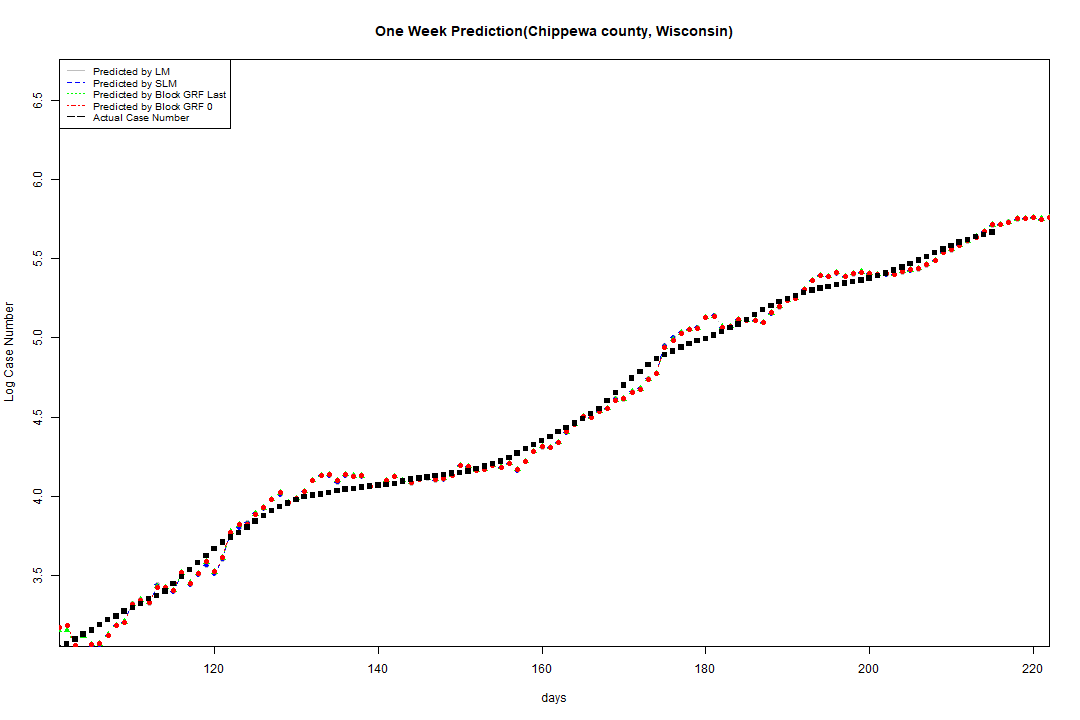 One Week Prediction(Chippewa county, Wisconsin)
Predicted by LM
Predicted by SLM
Predicted by Block GRF Last
Predicted by Block GRF 0
Actual Case Number
Log Case Number
6.5
6.0
5.5
5.0
4.5
4.0
3.5
120 140 160 180 200 220
days